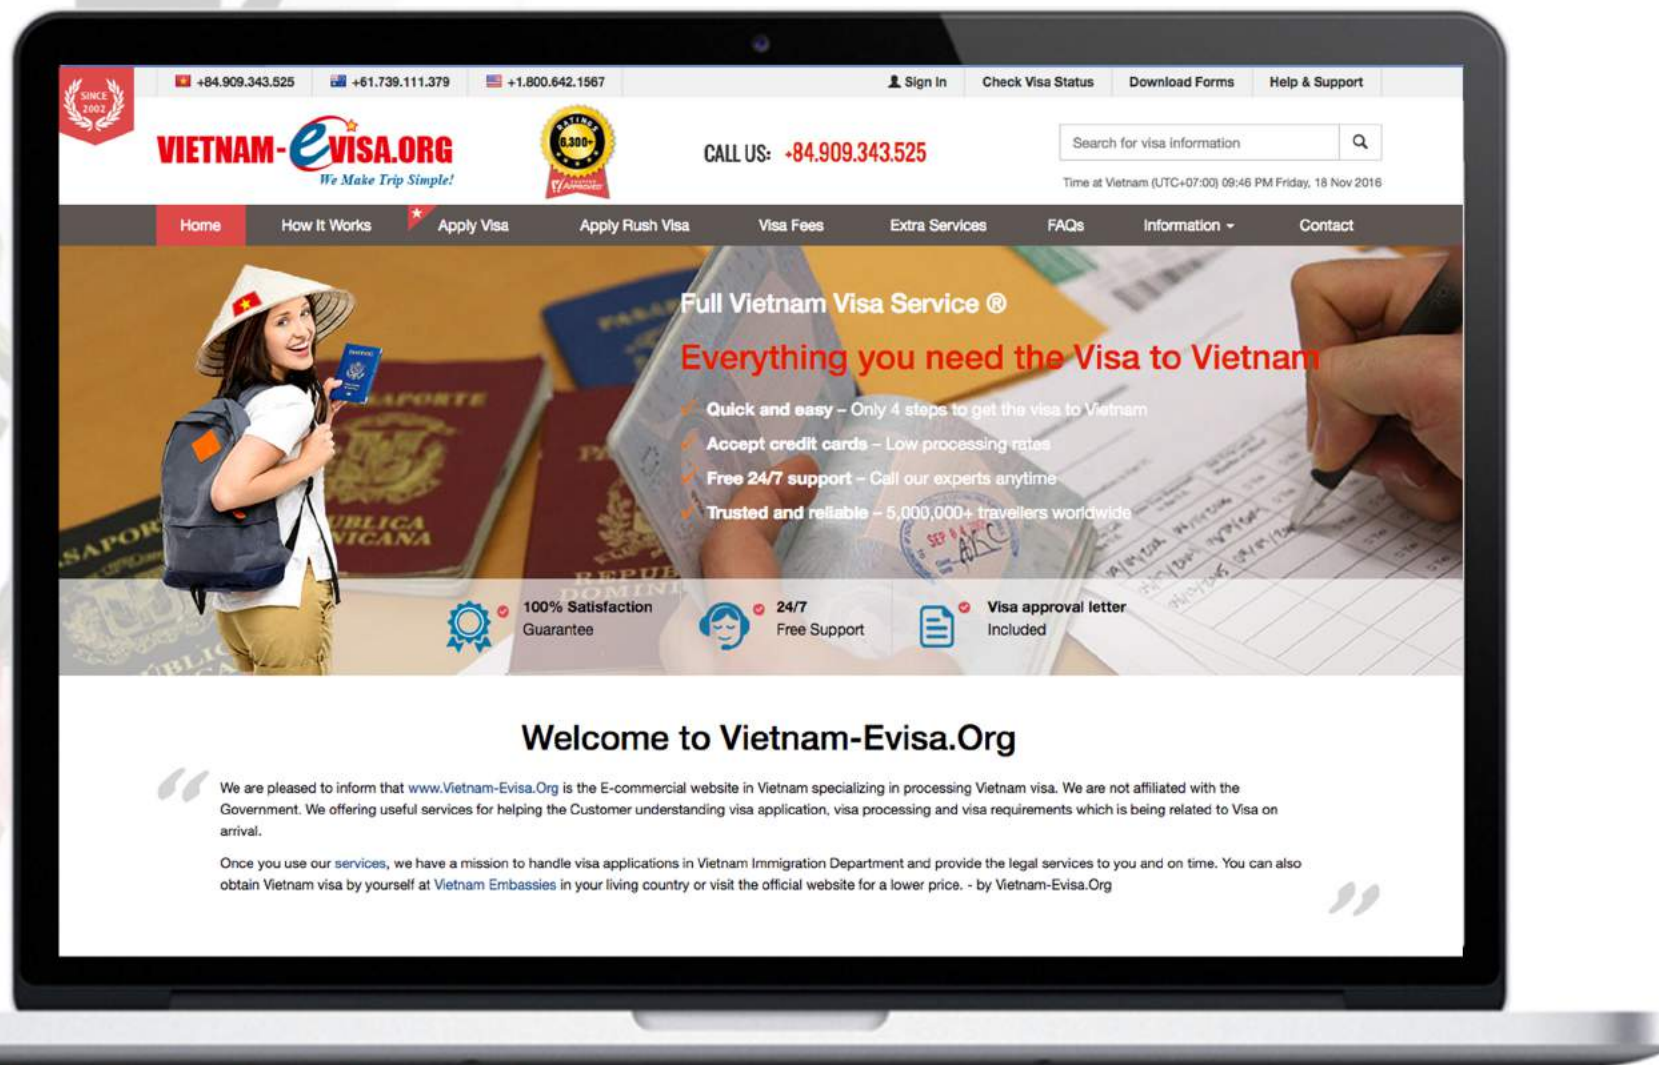 SINCE
2002
+84.909.343.525 +61.739.111.379 +1.800.642.1567 Sign In Check Visa Status Download Forms Help & Support
VIETNAM-eVISA.ORG
We Make Trip Simple!
RATINGS
6,300+
APPROVED
CALL US: +84.909.343.525
Search for visa information
Time at Vietnam (UTC+07:00) 09:46 PM Friday, 18 Nov 2016
Home How It Works Apply Visa Apply Rush Visa Visa Fees Extra Services FAQs Information Contact
Full Vietnam Visa Service ®
Everything you need the Visa to Vietnam
Quick and easy – Only 4 steps to get the visa to Vietnam
Accept credit cards – Low processing rates
Free 24/7 support – Call our experts anytime
Trusted and reliable – 5,000,000+ travellers worldwide
100% Satisfaction
Guarantee
24/7
Free Support
Visa approval letter
Included
Welcome to Vietnam-Evisa.Org
We are pleased to inform that www.Vietnam-Evisa.Org is the E-commercial website in Vietnam specializing in processing Vietnam visa. We are not affiliated with the
Government. We offering useful services for helping the Customer understanding visa application, visa processing and visa requirements which is being related to Visa on
arrival.
Once you use our services, we have a mission to handle visa applications in Vietnam Immigration Department and provide the legal services to you and on time. You can also
obtain Vietnam visa by yourself at Vietnam Embassies in your living country or visit the official website for a lower price. - by Vietnam-Evisa.Org